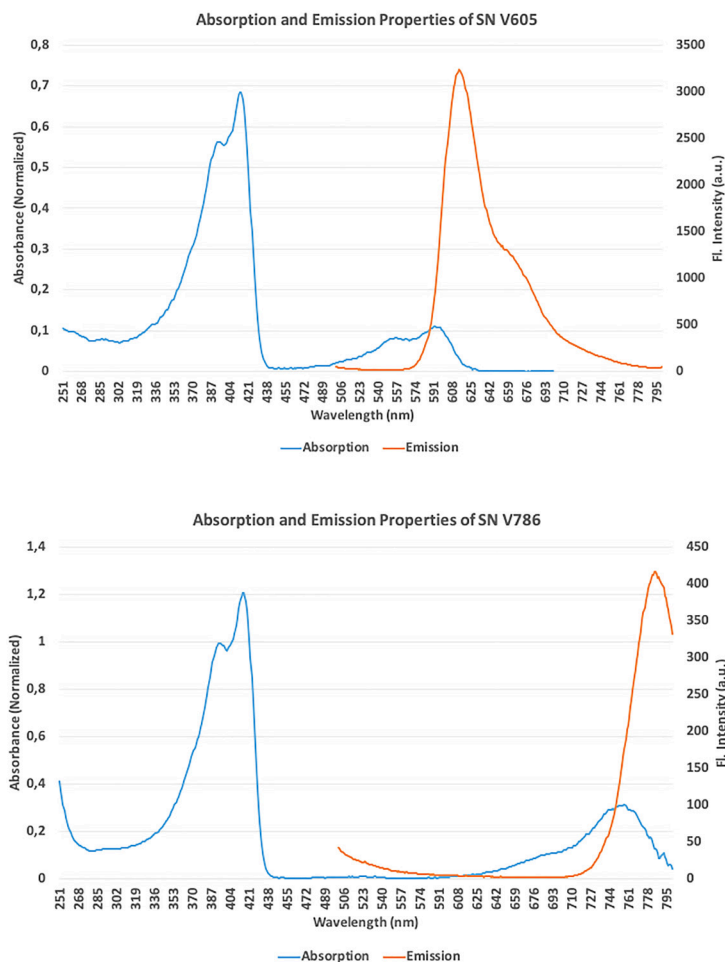 Absorption and Emission Properties of SN V605
Absorbance (Normalized)
0,8
0,7
0,6
0,5
0,4
0,3
0,2
0,1
0
3500
3000
2500
2000
1500
1000
500
0
Fl. Intensity (a.u.)
251 268 285 302 319 336 353 370 387 404 421 438 455 472 489 506 523 540 557 574 591 608 625 642 659 676 693 710 727 744 761 778 795
Wavelength (nm)
Absorption Emission
Absorption and Emission Properties of SN V786
Absorbance (Normalized)
1,4
1,2
1
0,8
0,6
0,4
0,2
0
450
400
350
300
250
200
150
100
50
0
Fl. Intensity (a.u.)
251 268 285 302 319 336 353 370 387 404 421 438 455 472 489 506 523 540 557 574 591 608 625 642 659 676 693 710 727 744 761 778 795
Wavelength (nm)
Absorption Emission